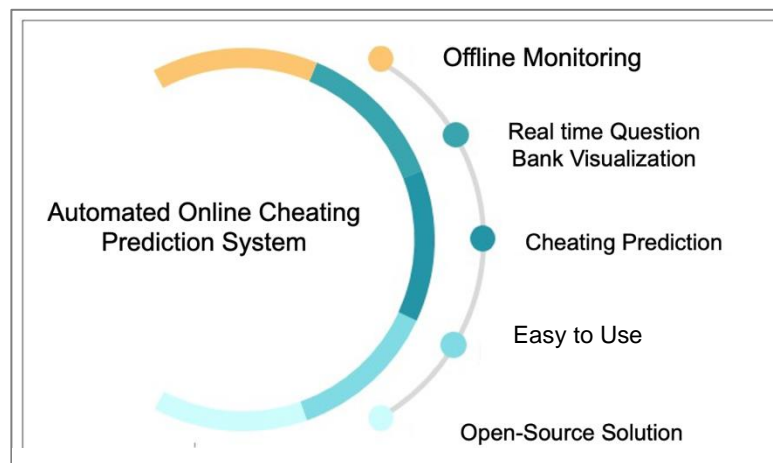 Offline Monitoring
Real time Question
Bank Visualization
Automated Online Cheating
Prediction System
Cheating Prediction
Easy to Use
Open-Source Solution